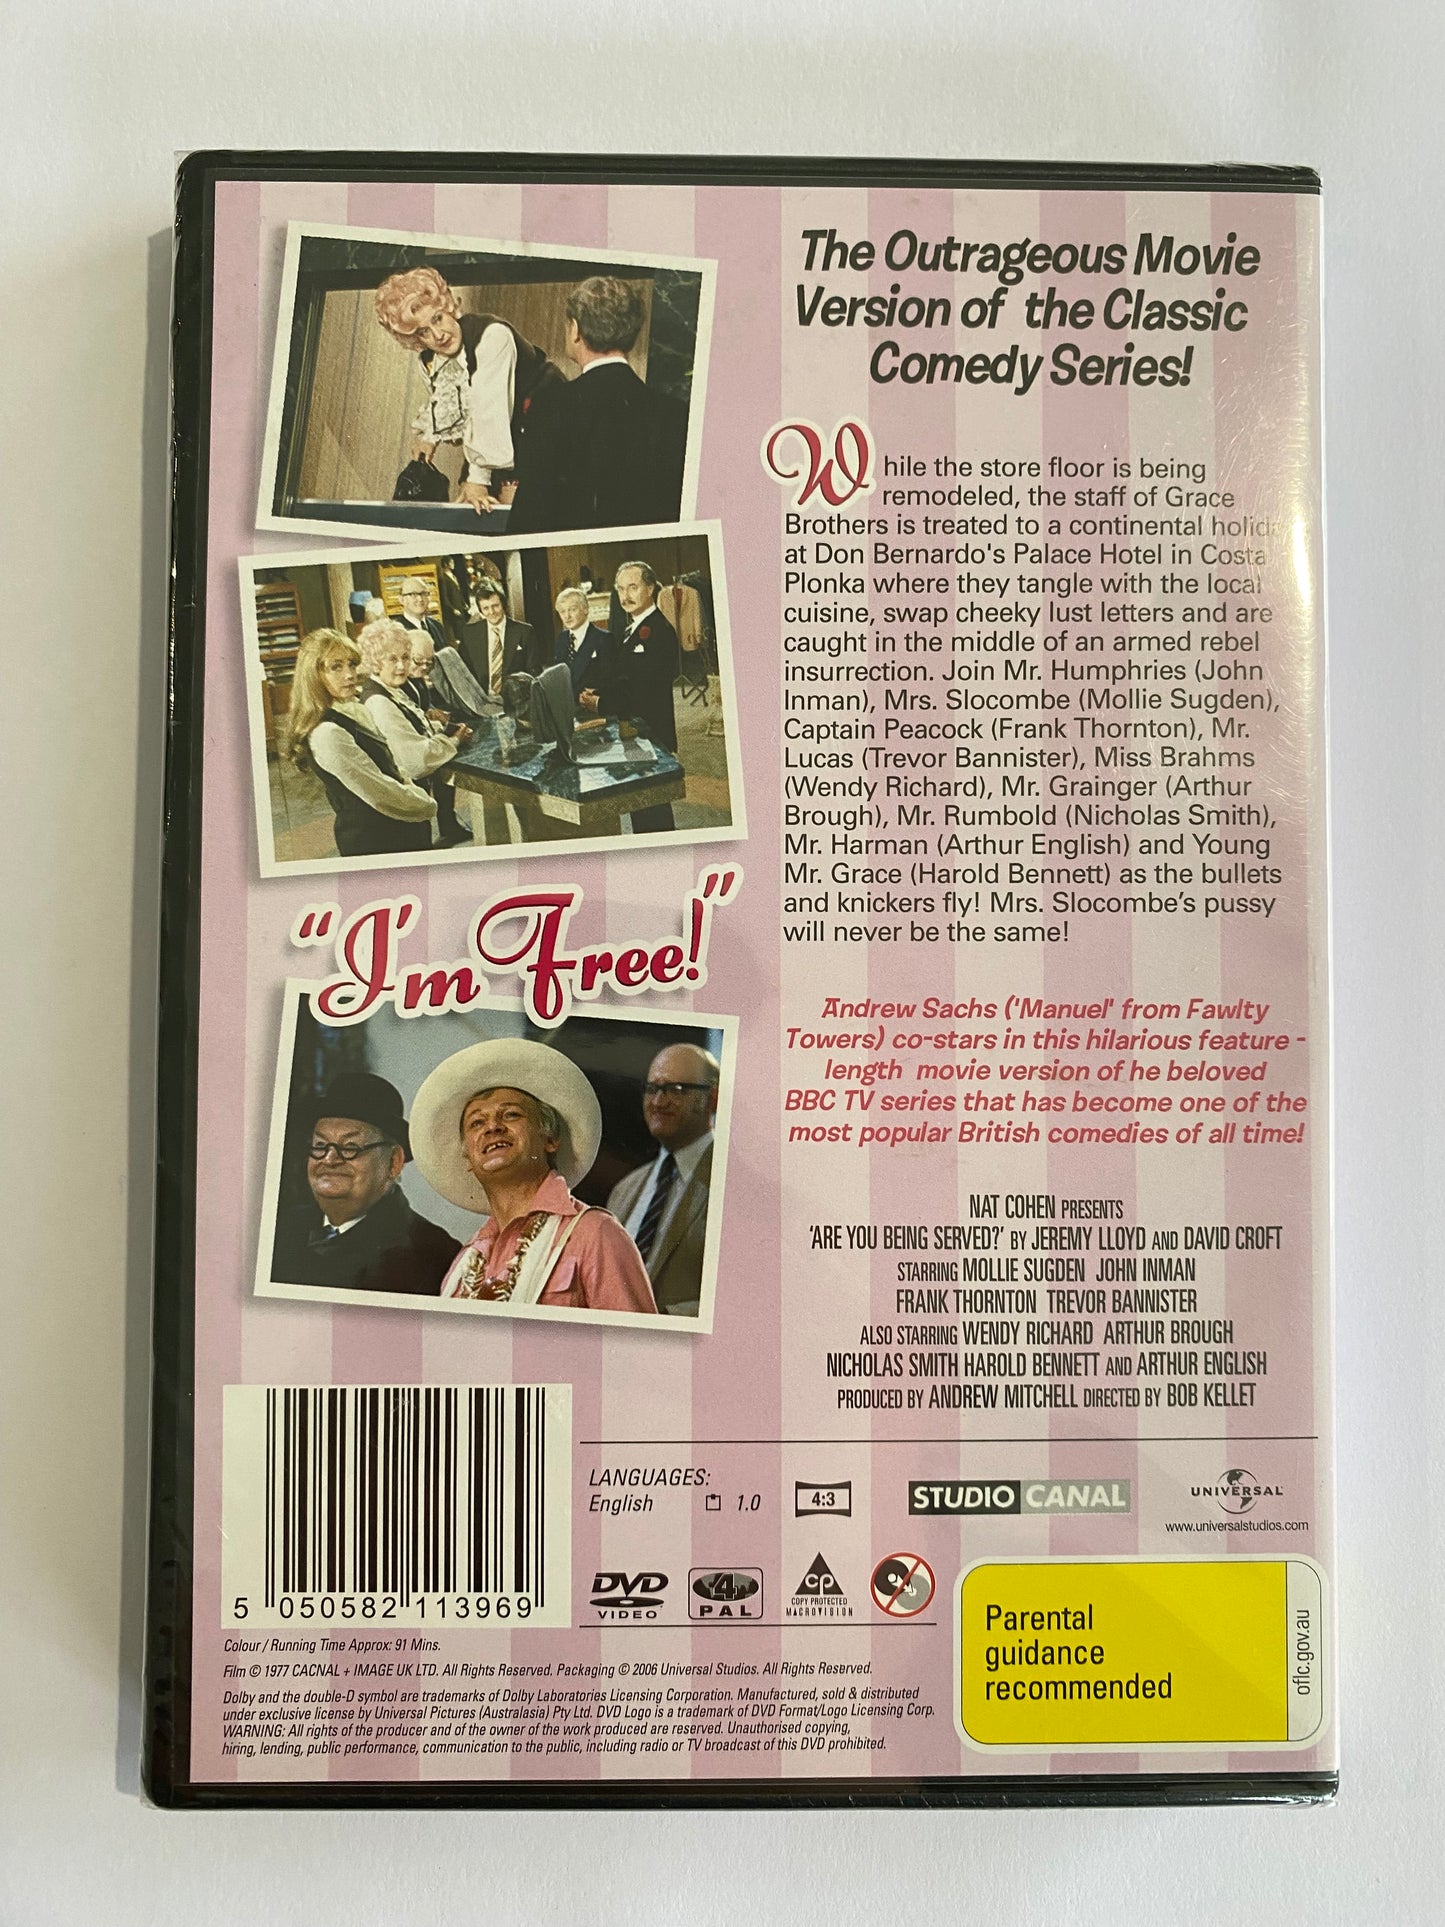 The Outrageous Movie
Version of the Classic
Comedy Series!
While the store floor is being
remodeled, the staff of Grace
Brothers is treated to a continental holida
at Don Bernardo's Palace Hotel in Costa
Plonka where they tangle with the local
cuisine, swap cheeky lust letters and are
caught in the middle of an armed rebel
insurrection. Join Mr. Humphries (John
Inman), Mrs. Slocombe (Mollie Sugden),
Captain Peacock (Frank Thornton), Mr.
Lucas (Trevor Bannister), Miss Brahms
(Wendy Richard), Mr. Grainger (Arthur
Brough), Mr. Rumbold (Nicholas Smith),
Mr. Harman (Arthur English) and Young
Mr. Grace (Harold Bennett) as the bullets
and knickers fly! Mrs. Slocombe's pussy
will never be the same!
"I'm Free!"
Andrew Sachs ('Manuel' from Fawlty
Towers) co-stars in this hilarious feature -
length movie version of he beloved
BBC TV series that has become one of the
most popular British comedies of all time!
NAT COHEN PRESENTS
'ARE YOU BEING SERVED?' BY JEREMY LLOYD AND DAVID CROFT
STARRING MOLLIE SUGDEN JOHN INMAN
FRANK THORNTON TREVOR BANNISTER
ALSO STARRING WENDY RICHARD ARTHUR BROUGH
NICHOLAS SMITH HAROLD BENNETT AND ARTHUR ENGLISH
PRODUCED BY ANDREW MITCHELL DIRECTED BY BOB KELLET
LANGUAGES:
English 1.0
4:3
STUDIO CANAL
UNIVERSAL
www.universalstudios.com
DVD
VIDEO
4
PAL
CP
COPY PROTECTED
MACROVISION
5 050582 113969
Parental
guidance
recommended
oflc.gov.au
Colour / Running Time Approx: 91 Mins.
Film © 1977 CACNAL + IMAGE UK LTD. All Rights Reserved. Packaging © 2006 Universal Studios. All Rights Reserved.
Dolby and the double-D symbol are trademarks of Dolby Laboratories Licensing Corporation. Manufactured, sold & distributed
under exclusive license by Universal Pictures (Australasia) Pty Ltd. DVD Logo is a trademark of DVD Format/Logo Licensing Corp.
WARNING: All rights of the producer and of the owner of the work produced are reserved. Unauthorised copying,
hiring, lending, public performance, communication to the public, including radio or TV broadcast of this DVD prohibited.